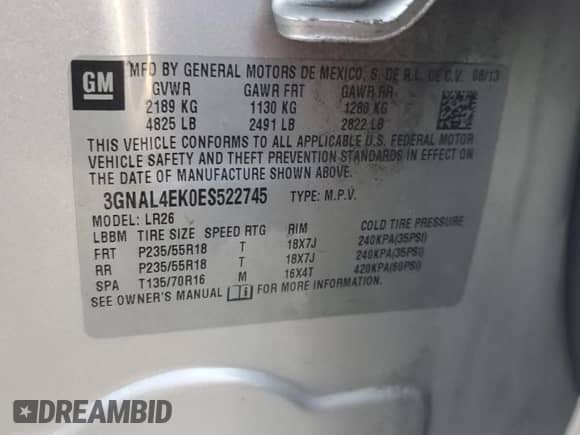 GM
MFD BY GENERAL MOTORS DE MEXICO, S. DE R.L. DE C.V. 08/13
GVWR GAWR FRT GAWR RR
2189 KG 1130 KG 1280 KG
4825 LB 2491 LB 2822 LB
THIS VEHICLE CONFORMS TO ALL APPLICABLE U.S. FEDERAL MOTOR
VEHICLE SAFETY AND THEFT PREVENTION STANDARDS IN EFFECT ON
THE DATE OF MANUFACTURE SHOWN ABOVE.
3GNAL4EK0ES522745 TYPE: M.P.V.
MODEL: LR26
LBBM TIRE SIZE SPEED RTG RIM COLD TIRE PRESSURE
FRT P235/55R18 T 18X7J 240KPA(35PSI)
RR P235/55R18 T 18X7J 240KPA(35PSI)
SPA T135/70R16 M 16X4T 420KPA(60PSI)
SEE OWNER'S MANUAL FOR MORE INFORMATION.
DREAMBID